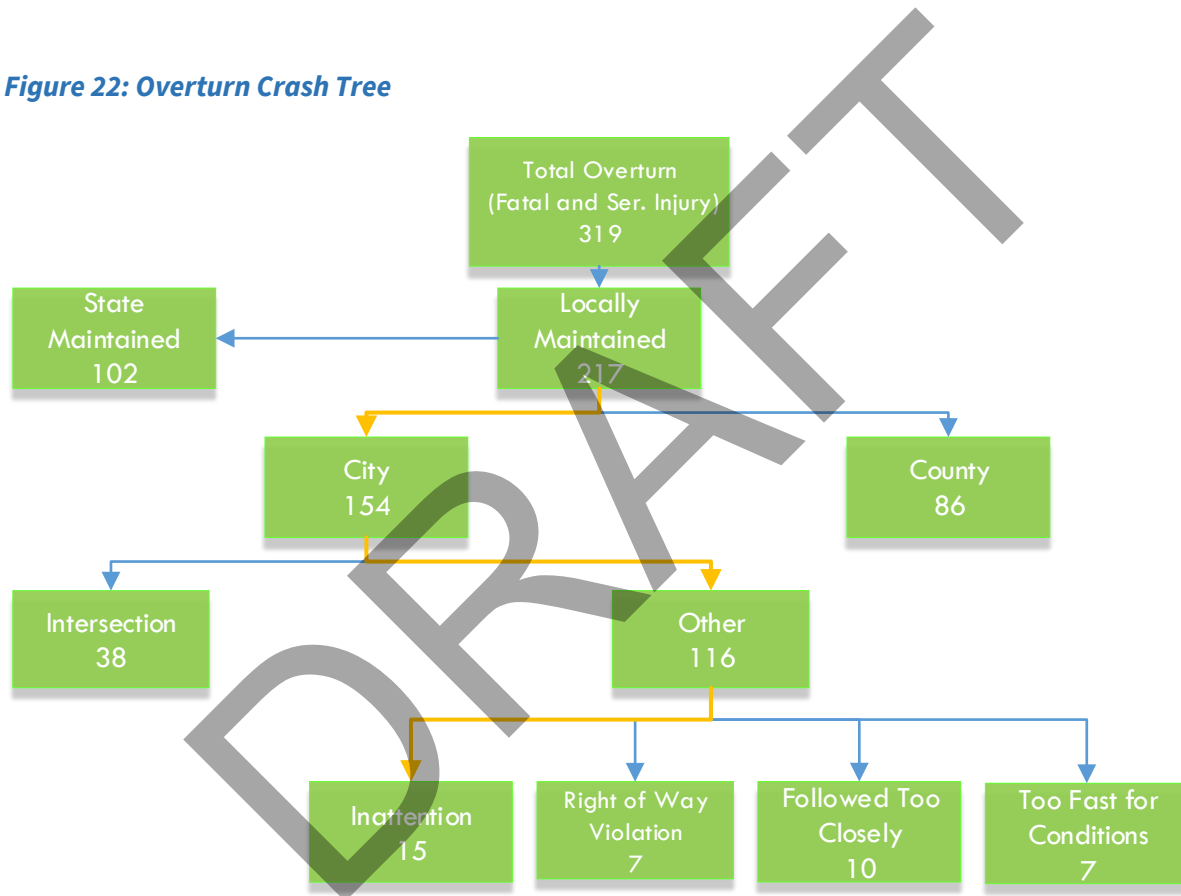 Figure 22: Overturn Crash Tree
Total Overturn
(Fatal and Ser. Injury)
319
State
Maintained
102
Locally
Maintained
217
City
154
County
86
Intersection
38
Other
116
Inattention
15
Right of Way
Violation
7
Followed Too
Closely
10
Too Fast for
Conditions
7
DRAFT